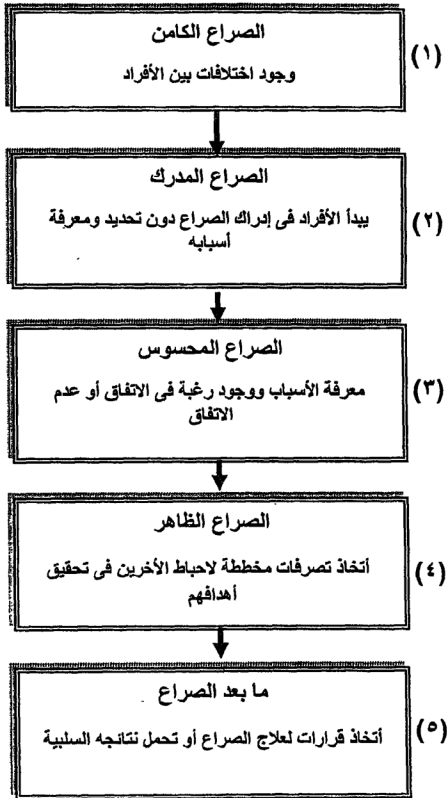 الصراع الكامن
(١)
وجود اختلافات بين الأفراد
الصراع المدرك
(٢)
يبدأ الأفراد فى إدراك الصراع دون تحديد ومعرفة
أسبابه
الصراع المحسوس
(٣)
معرفة الأسباب ووجود رغبة فى الاتفاق أو عدم
الاتفاق
الصراع الظاهر
(٤)
أتخاذ تصرفات مخططة لاحباط الأخرين فى تحقيق
أهدافهم
ما بعد الصراع
(٥)
أتخاذ قرارات لعلاج الصراع أو تحمل نتائجه السلبية